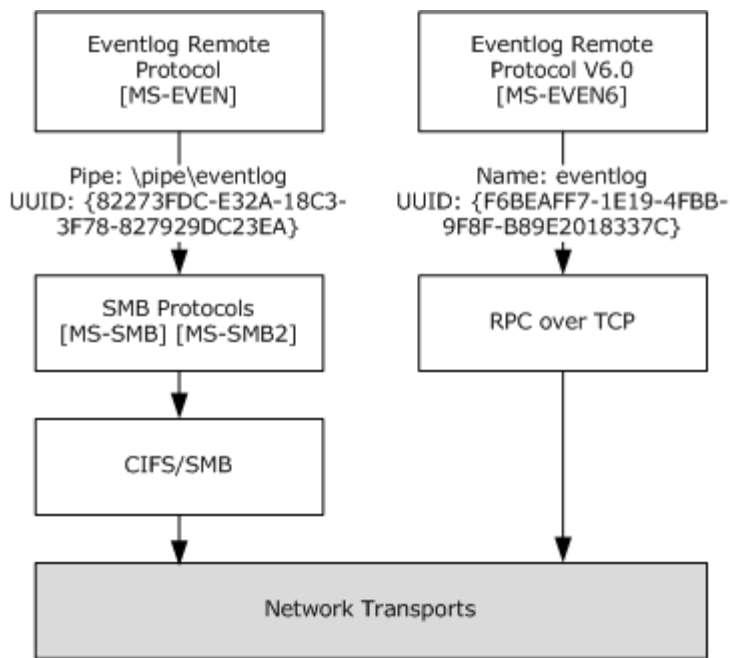 Eventlog Remote
Protocol
[MS-EVEN]
Eventlog Remote
Protocol V6.0
[MS-EVEN6]
Pipe: \pipe\eventlog
UUID: {82273FDC-E32A-18C3-
3F78-827929DC23EA}
Name: eventlog
UUID: {F6BEAFF7-1E19-4FBB-
9F8F-B89E2018337C}
SMB Protocols
[MS-SMB] [MS-SMB2]
RPC over TCP
CIFS/SMB
Network Transports